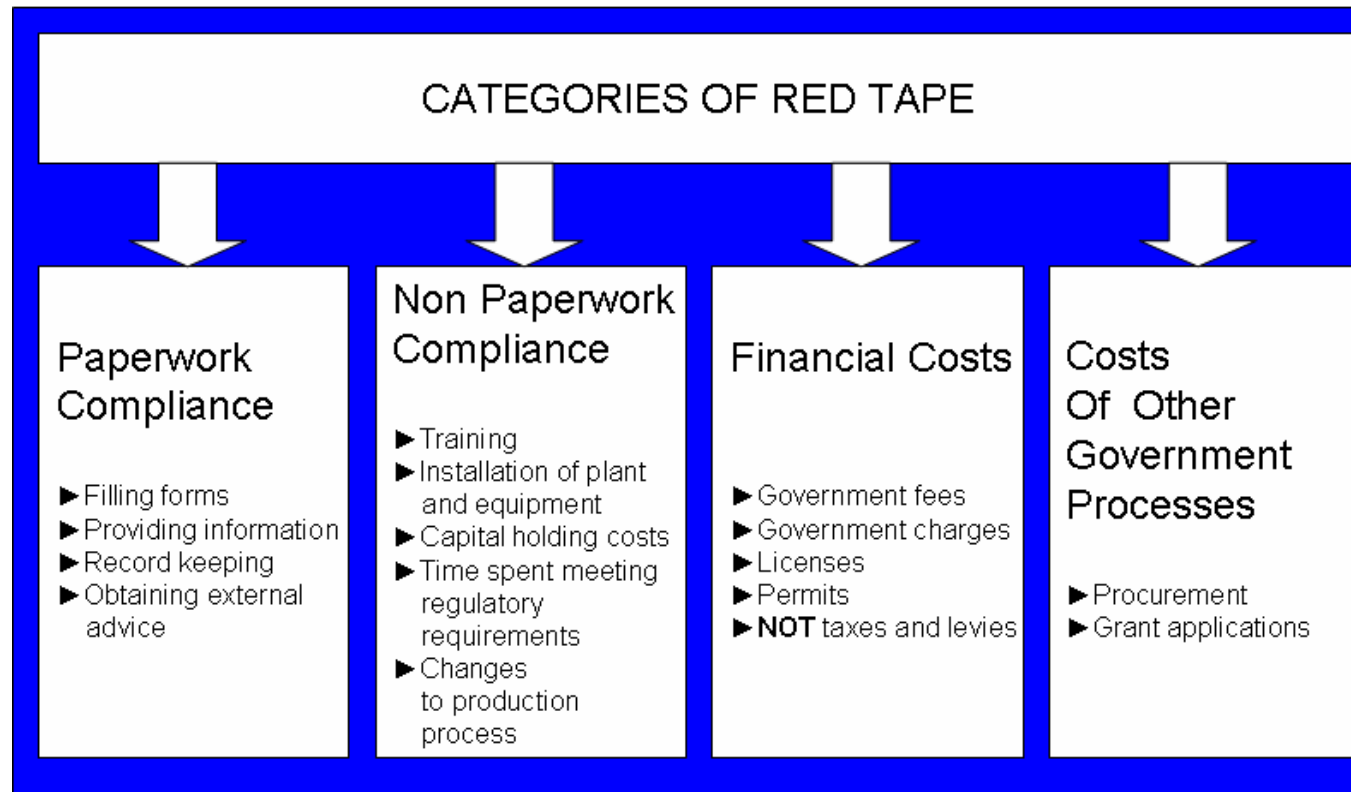 CATEGORIES OF RED TAPE
Paperwork
Compliance
►Filling forms
►Providing information
►Record keeping
►Obtaining external
advice
Non Paperwork
Compliance
►Training
►Installation of plant
and equipment
►Capital holding costs
►Time spent meeting
regulatory
requirements
►Changes
to production
process
Financial Costs
►Government fees
►Government charges
►Licenses
►Permits
►NOT taxes and levies
Costs
Of Other
Government
Processes
►Procurement
►Grant applications